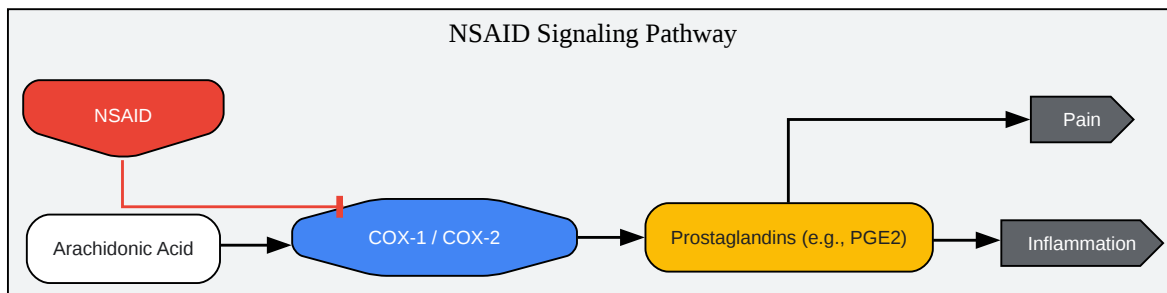 NSAID Signaling Pathway
NSAID
Pain
Arachidonic Acid
COX-1 / COX-2
Prostaglandins (e.g., PGE2)
Inflammation